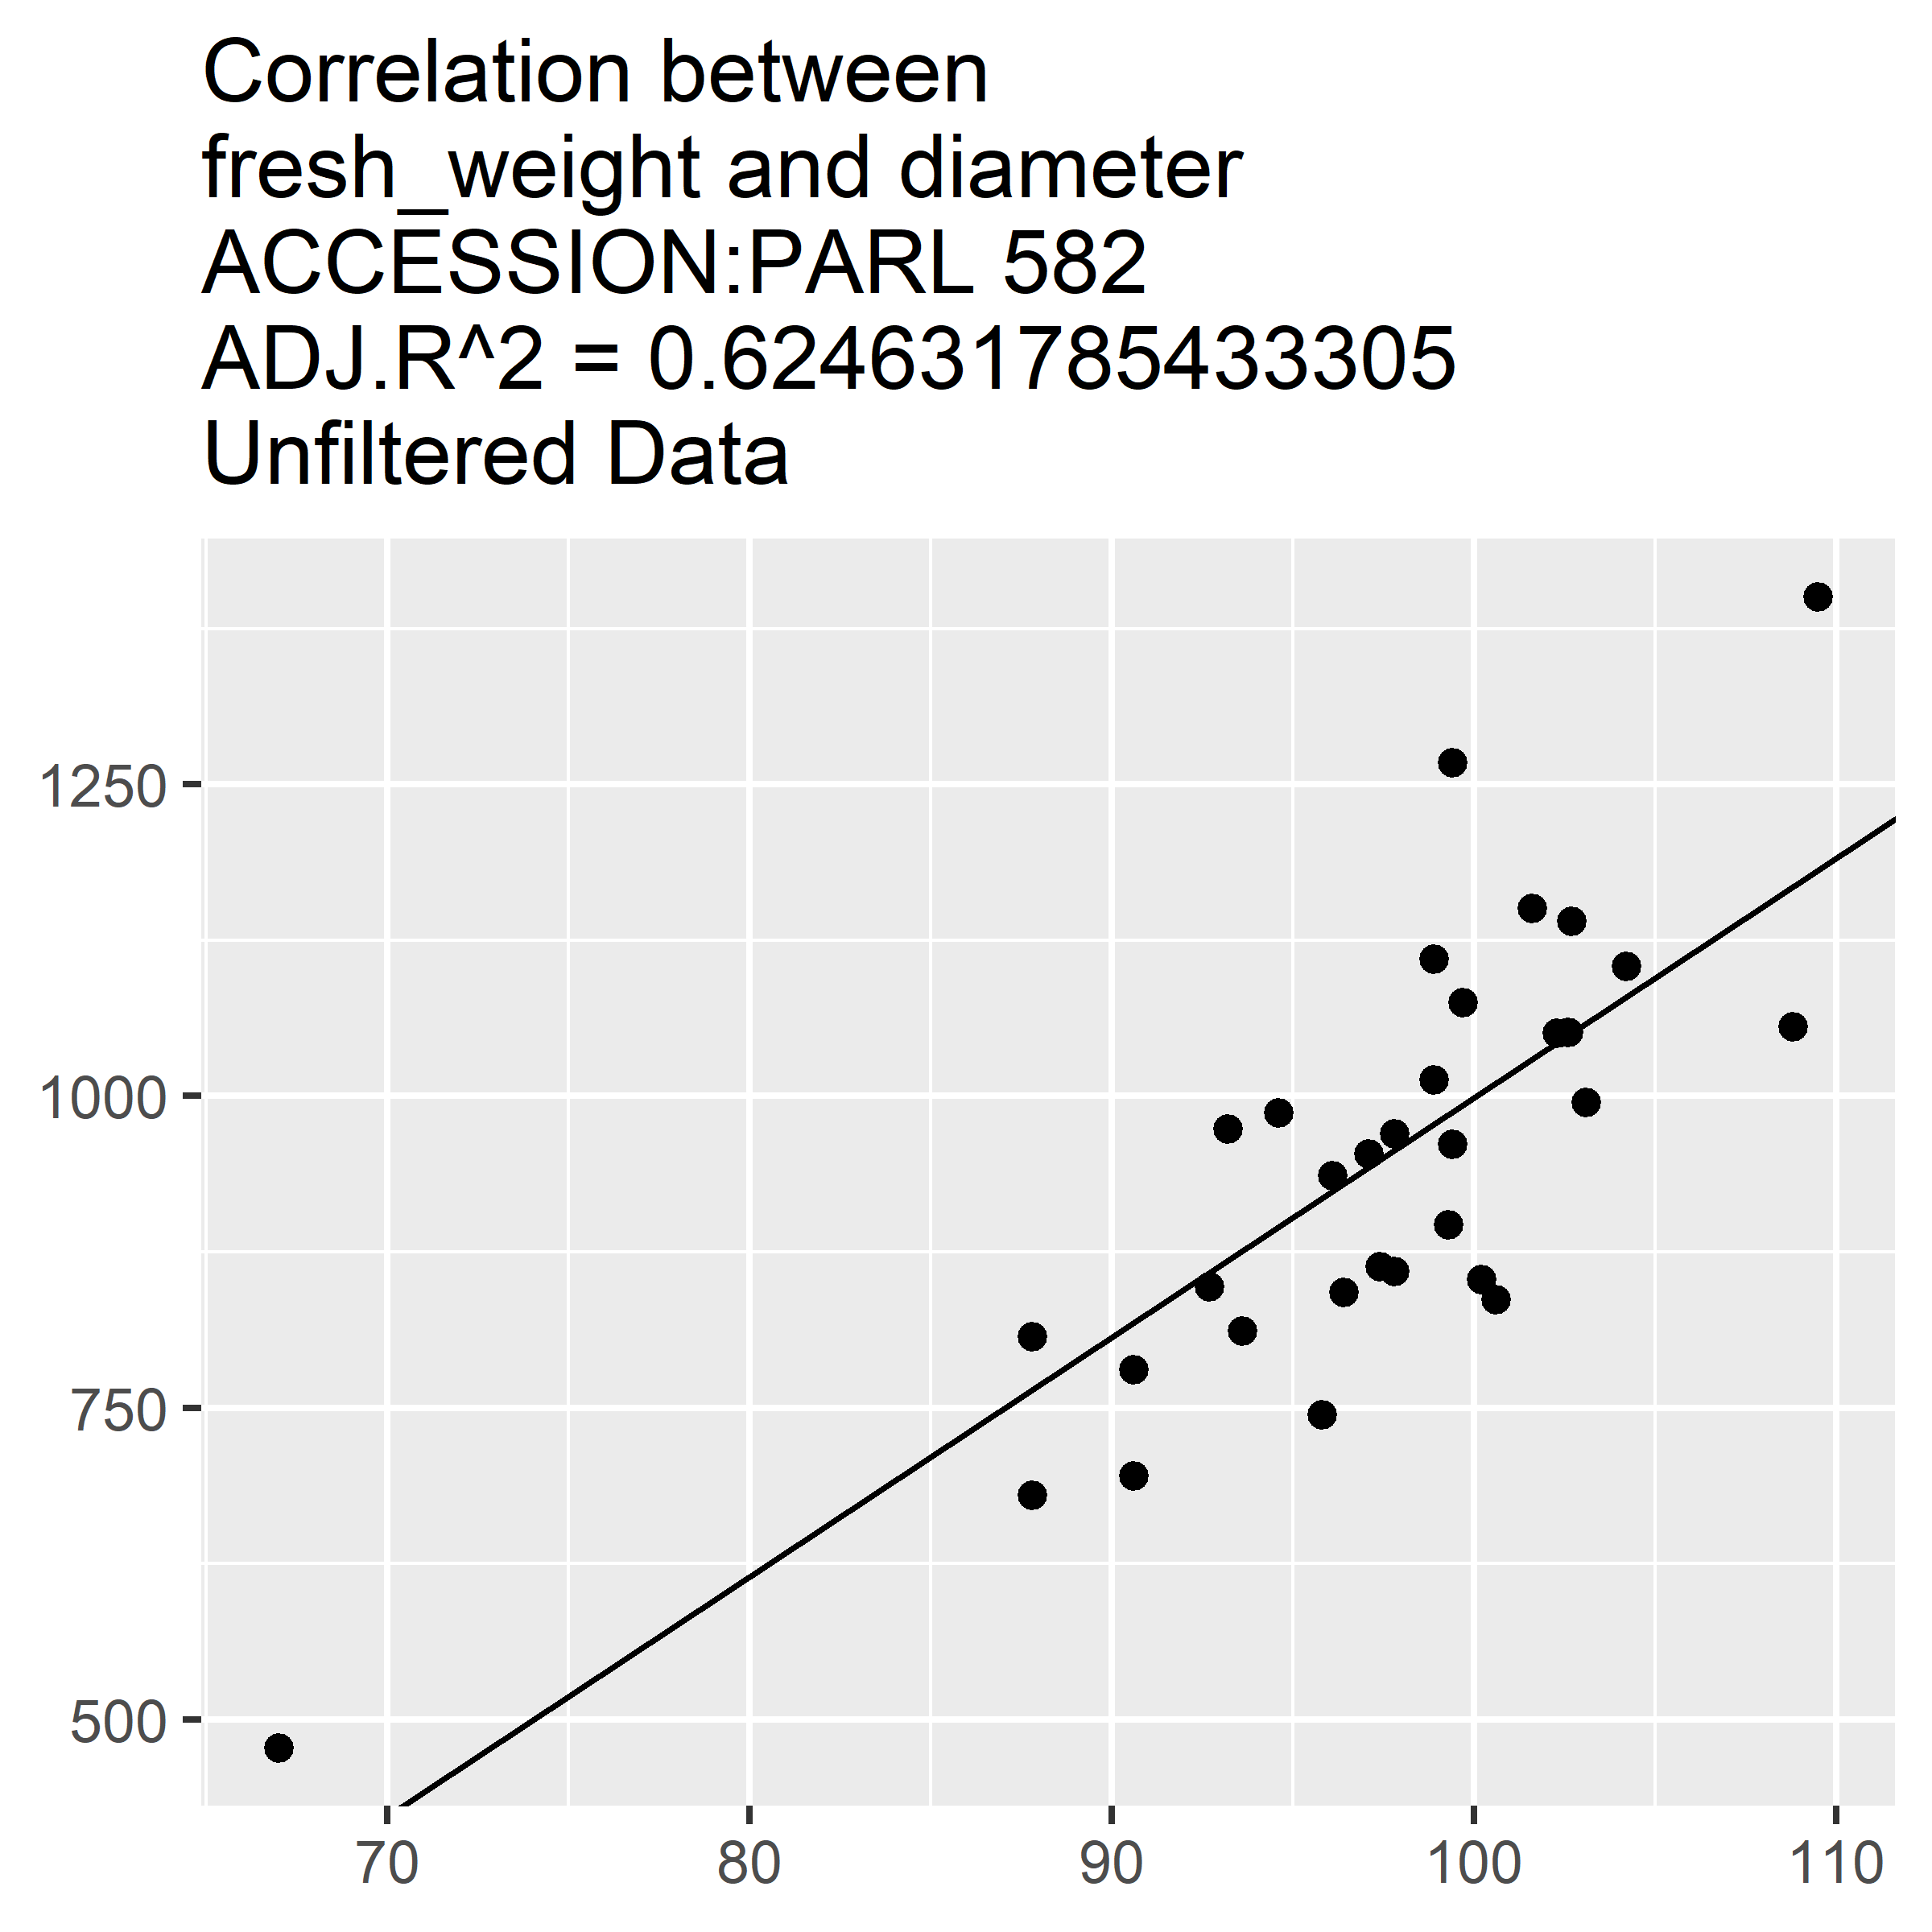 Correlation between
fresh_weight and diameter
ACCESSION:PARL 582
ADJ.R^2 = 0.624631785433305
Unfiltered Data
1250
1000
750
500
70 80 90 100 110